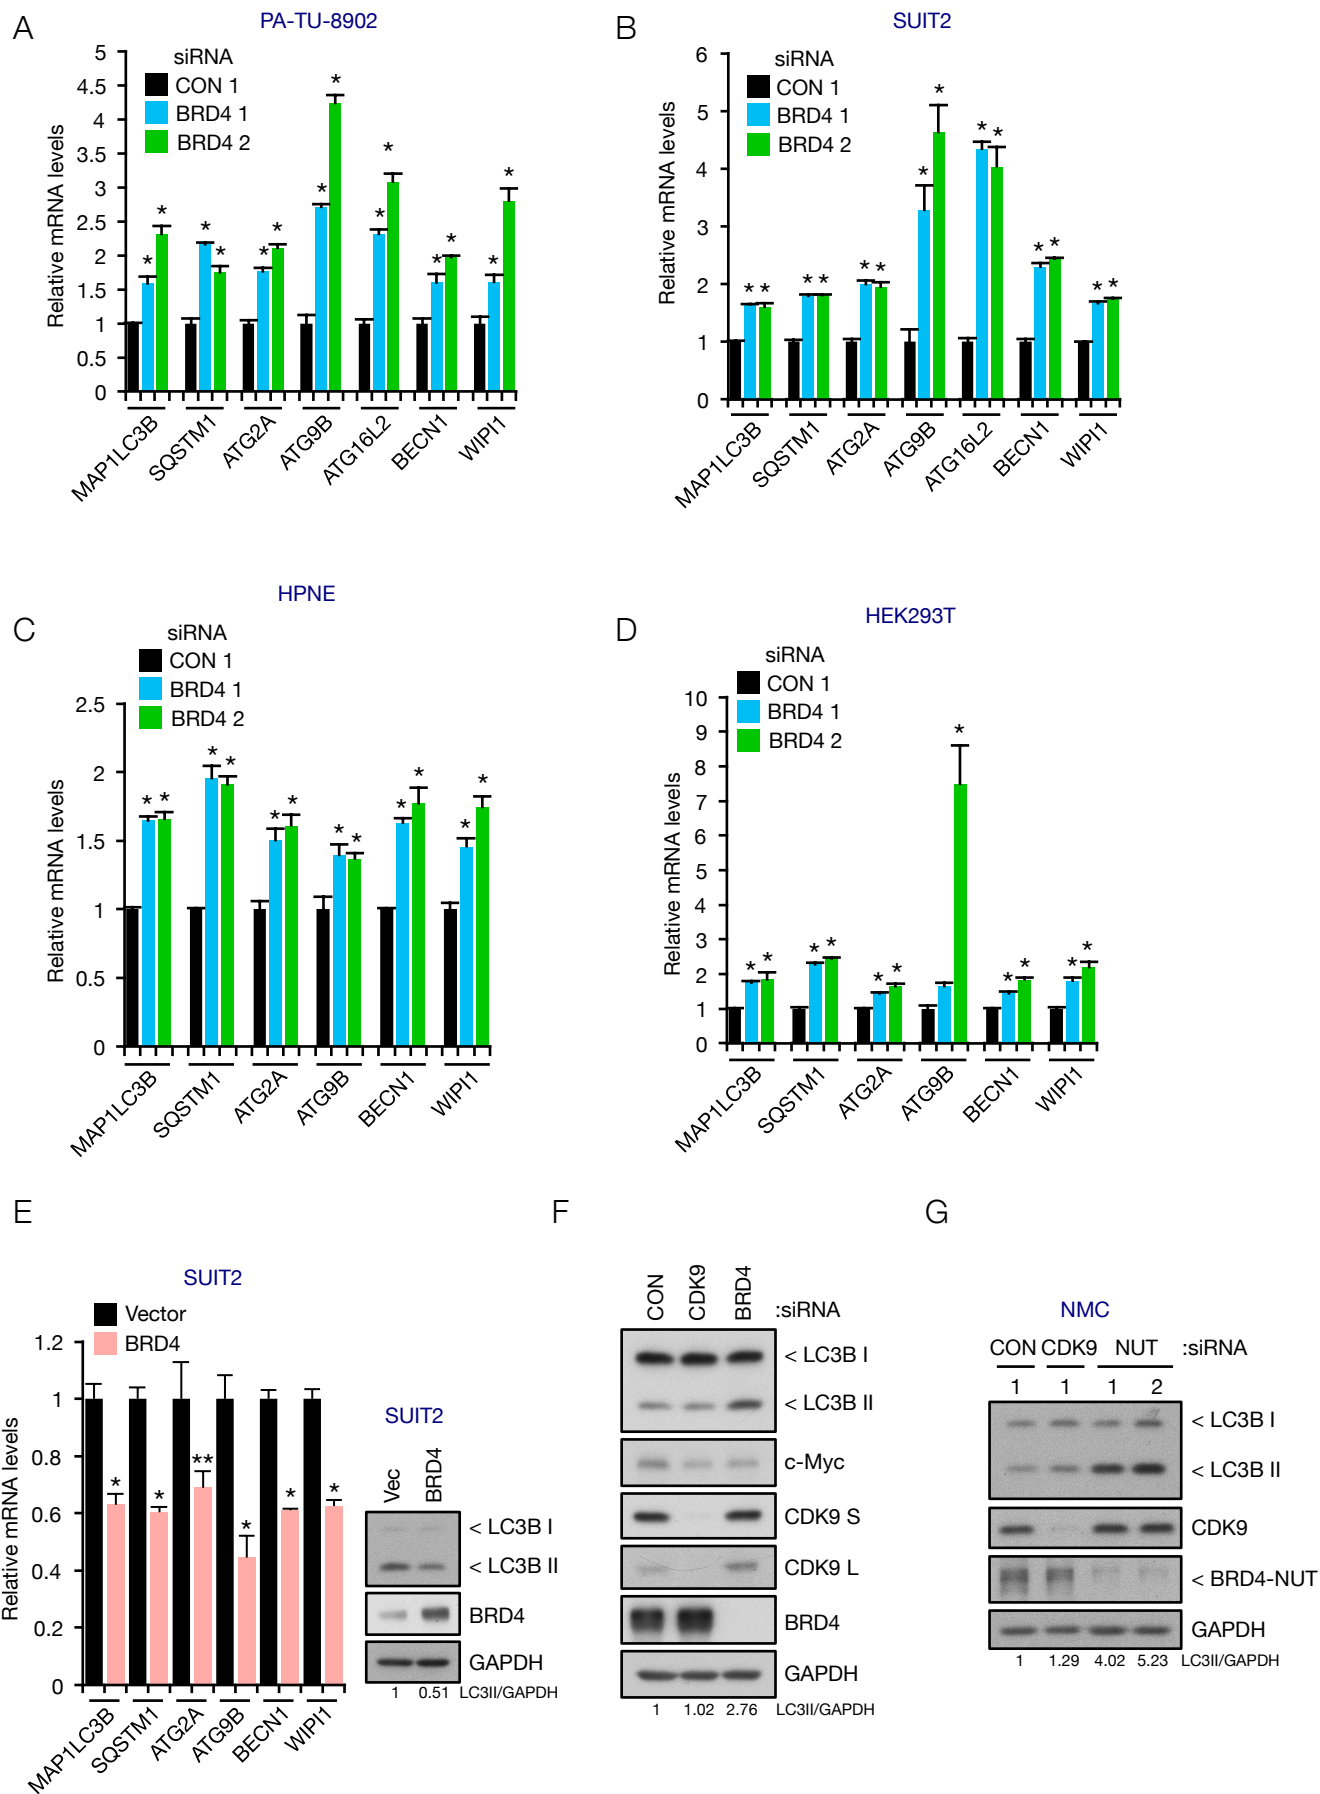 A
PA-TU-8902
siRNA
CON 1
BRD4 1
BRD4 2
Relative mRNA levels
5
4.5
4
3.5
3
2.5
2
1.5
1
0.5
0
* * * * * * * * * * * * * *
MAP1LC3B SQSTM1 ATG2A ATG9B ATG16L2 BECN1 WIPI1
B
SUIT2
siRNA
CON 1
BRD4 1
BRD4 2
Relative mRNA levels
6
5
4
3
2
1
0
* * * * * * * * * * * * * *
MAP1LC3B SQSTM1 ATG2A ATG9B ATG16L2 BECN1 WIPI1
C
HPNE
siRNA
CON 1
BRD4 1
BRD4 2
Relative mRNA levels
2.5
2
1.5
1
0.5
0
* * * * * * * * * * * *
MAP1LC3B SQSTM1 ATG2A ATG9B BECN1 WIPI1
D
HEK293T
siRNA
CON 1
BRD4 1
BRD4 2
Relative mRNA levels
10
9
8
7
6
5
4
3
2
1
0
* * * * * * * * * * *
MAP1LC3B SQSTM1 ATG2A ATG9B BECN1 WIPI1
E
SUIT2
Vector
BRD4
Relative mRNA levels
1.2
1
0.8
0.6
0.4
0.2
0
* * ** * * *
MAP1LC3B SQSTM1 ATG2A ATG9B BECN1 WIPI1
SUIT2
Vec BRD4
< LC3B I
< LC3B II
BRD4
GAPDH
1 0.51 LC3II/GAPDH
F
CON CDK9 BRD4 :siRNA
< LC3B I
< LC3B II
c-Myc
CDK9 S
CDK9 L
BRD4
GAPDH
1 1.02 2.76 LC3II/GAPDH
G
NMC
CON CDK9 NUT :siRNA
1 1 1 2
< LC3B I
< LC3B II
CDK9
< BRD4-NUT
GAPDH
1 1.29 4.02 5.23 LC3II/GAPDH